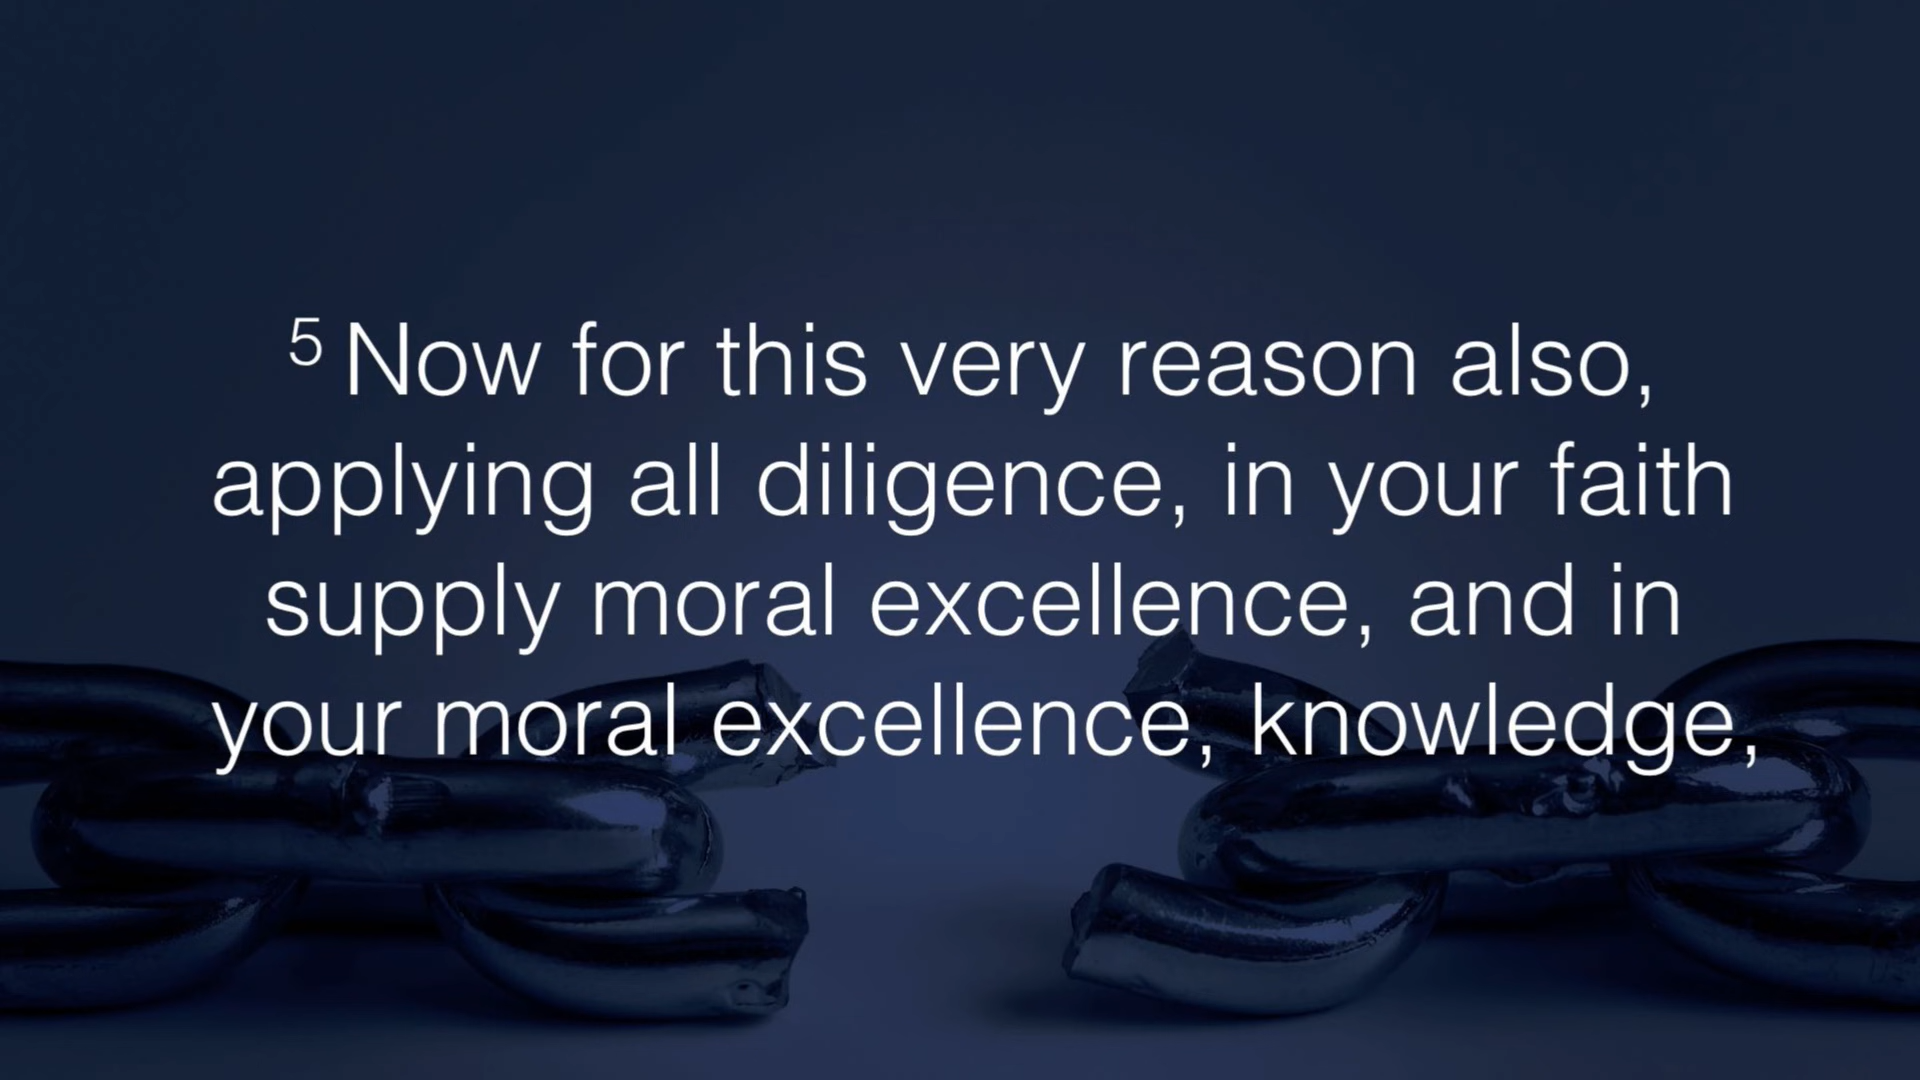 5 Now for this very reason also,
applying all diligence, in your faith
supply moral excellence, and in
your moral excellence, knowledge,